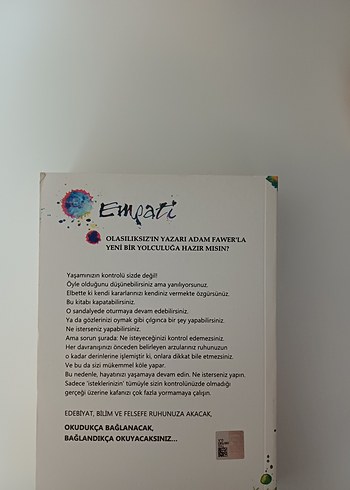 Empati
OLASILIKSIZ'IN YAZARI ADAM FAWER'LA
YENİ BİR YOLCULUĞA HAZIR MISIN?
Yaşamınızın kontrolü sizde değil!
Öyle olduğunu düşünebilirsiniz ama yanılıyorsunuz.
Elbette ki kendi kararlarınızı kendiniz vermekte özgürsünüz.
Bu kitabı kapatabilirsiniz.
O sandalyede oturmaya devam edebilirsiniz.
Ya da gözlerinizi oymak gibi çılgınca bir şey yapabilirsiniz.
Ne isterseniz yapabilirsiniz.
Ama sorun şurada: Ne isteyeceğinizi kontrol edemezsiniz.
Her davranışınızı önceden belirleyen arzularınız ruhunuzun
o kadar derinlerine işlemiştir ki, onlara dikkat bile etmezsiniz.
Ve bu da sizi mükemmel köle yapar.
Bu nedenle, hayatınızı yaşamaya devam edin. Ne isterseniz yapın.
Sadece 'isteklerinizin' tümüyle sizin kontrolünüzde olmadığı
gerçeği üzerine kafanızı çok fazla yormamaya çalışın.
EDEBİYAT, BİLİM VE FELSEFE RUHUNUZA AKACAK,
OKUDUKÇA BAĞLANACAK,
BAĞLANDIKÇA OKUYACAKSINIZ...